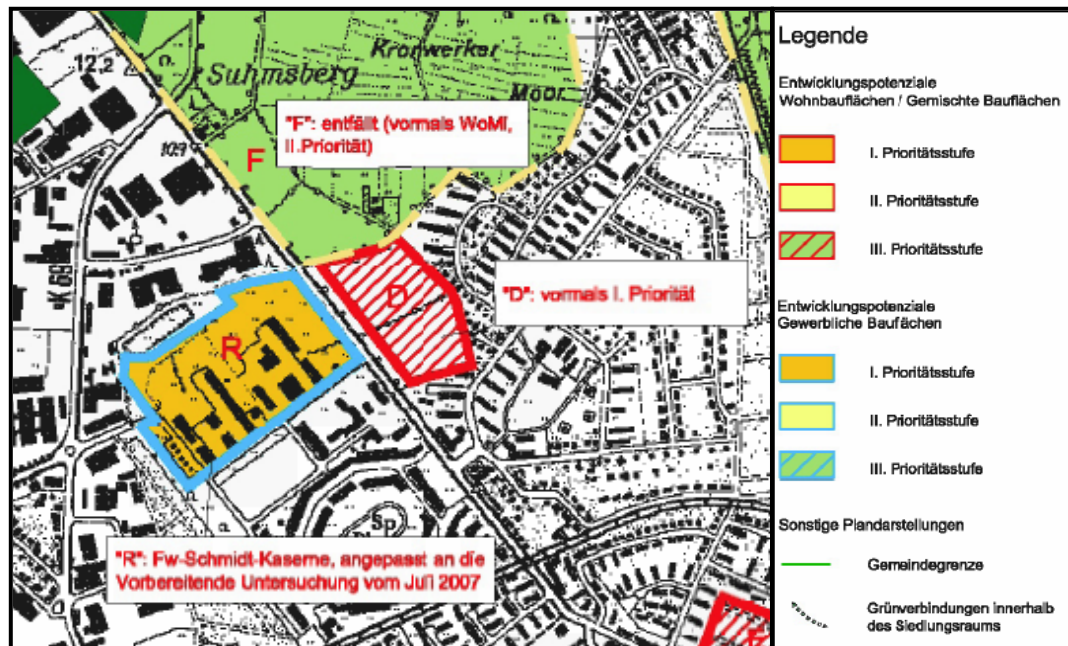 12,2
Suhmsberg
Kronwerker
Moor
"F": entfällt (vormals WoMi,
II.Priorität)
109
F
K 69
"D": vormals I. Priorität
D
R
Sp
"R": Fw-Schmidt-Kaserne, angepasst an die
Vorbereitende Untersuchung vom Juli 2007
Legende
Entwicklungspotenziale
Wohnbauflächen / Gemischte Bauflächen
I. Prioritätsstufe
II. Prioritätsstufe
III. Prioritätsstufe
Entwicklungspotenziale
Gewerbliche Bauflächen
I. Prioritätsstufe
II. Prioritätsstufe
III. Prioritätsstufe
Sonstige Plandarstellungen
Gemeindegrenze
Grünverbindungen innerhalb
des Siedlungsraums